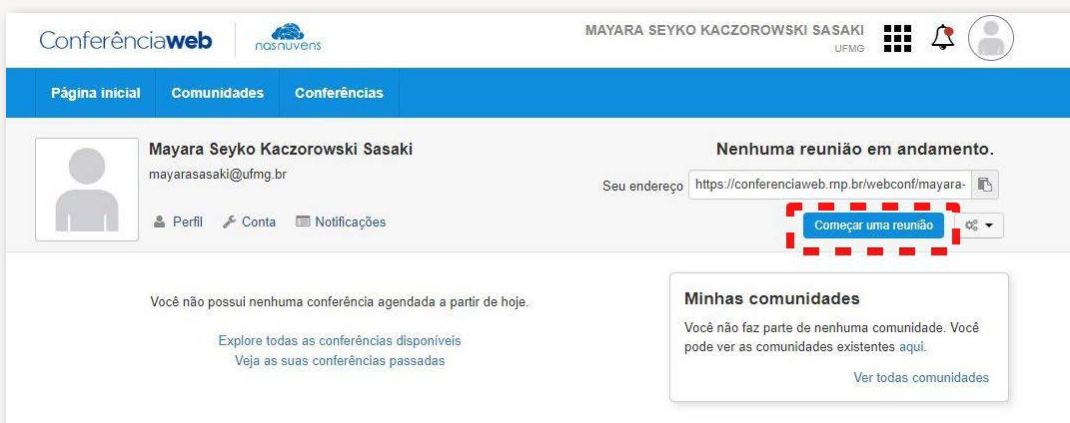 Conferênciaweb
nasnuvens
MAYARA SEYKO KACZOROWSKI SASAKI
UFMG
Página inicial Comunidades Conferências
Mayara Seyko Kaczorowski Sasaki
mayarasasaki@ufmg.br
Perfil Conta Notificações
Nenhuma reunião em andamento.
Seu endereço https://conferenciaweb.rnp.br/webconf/mayara-
Começar uma reunião
Você não possui nenhuma conferência agendada a partir de hoje.
Explore todas as conferências disponíveis
Veja as suas conferências passadas
Minhas comunidades
Você não faz parte de nenhuma comunidade. Você
pode ver as comunidades existentes aqui.
Ver todas comunidades